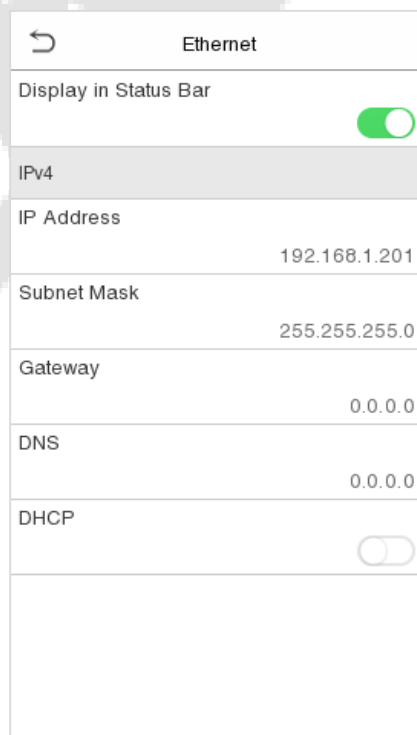 Ethernet
Display in Status Bar
IPv4
IP Address
192.168.1.201
Subnet Mask
255.255.255.0
Gateway
0.0.0.0
DNS
0.0.0.0
DHCP